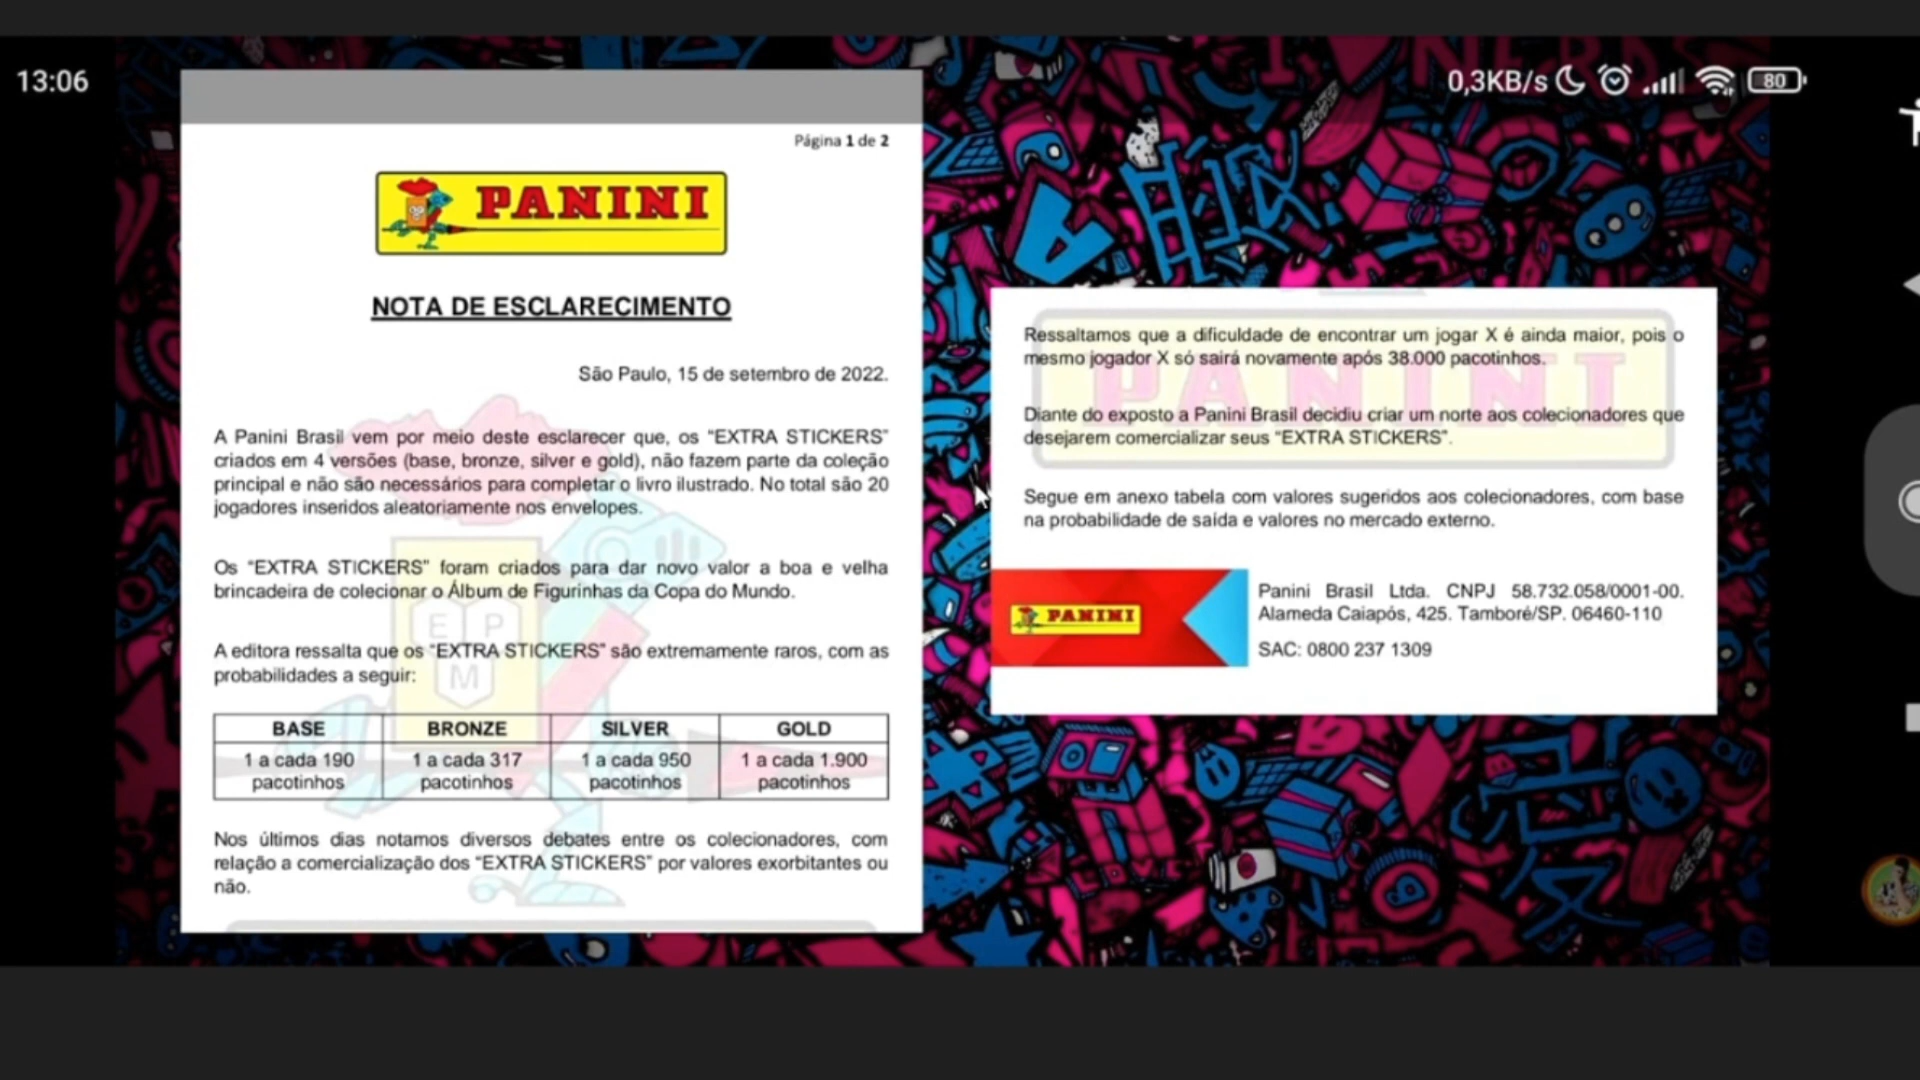 13:06
0,3KB/s
80
Página 1 de 2
PANINI
NOTA DE ESCLARECIMENTO
São Paulo, 15 de setembro de 2022.
A Panini Brasil vem por meio deste esclarecer que, os “EXTRA STICKERS”
criados em 4 versões (base, bronze, silver e gold), não fazem parte da coleção
principal e não são necessários para completar o livro ilustrado. No total são 20
jogadores inseridos aleatoriamente nos envelopes.
Os “EXTRA STICKERS” foram criados para dar novo valor a boa e velha
brincadeira de colecionar o Álbum de Figurinhas da Copa do Mundo.
E P
M
A editora ressalta que os “EXTRA STICKERS” são extremamente raros, com as
probabilidades a seguir:
BASE BRONZE SILVER GOLD
1 a cada 190 1 a cada 317 1 a cada 950 1 a cada 1.900
pacotinhos pacotinhos pacotinhos pacotinhos
Nos últimos dias notamos diversos debates entre os colecionadores, com
relação a comercialização dos “EXTRA STICKERS” por valores exorbitantes ou
não.
Ressaltamos que a dificuldade de encontrar um jogar X é ainda maior, pois o
mesmo jogador X só sairá novamente após 38.000 pacotinhos.
PANINI
Diante do exposto a Panini Brasil decidiu criar um norte aos colecionadores que
desejarem comercializar seus “EXTRA STICKERS”.
Segue em anexo tabela com valores sugeridos aos colecionadores, com base
na probabilidade de saída e valores no mercado externo.
PANINI
Panini Brasil Ltda. CNPJ 58.732.058/0001-00.
Alameda Caiapós, 425. Tamboré/SP. 06460-110
SAC: 0800 237 1309